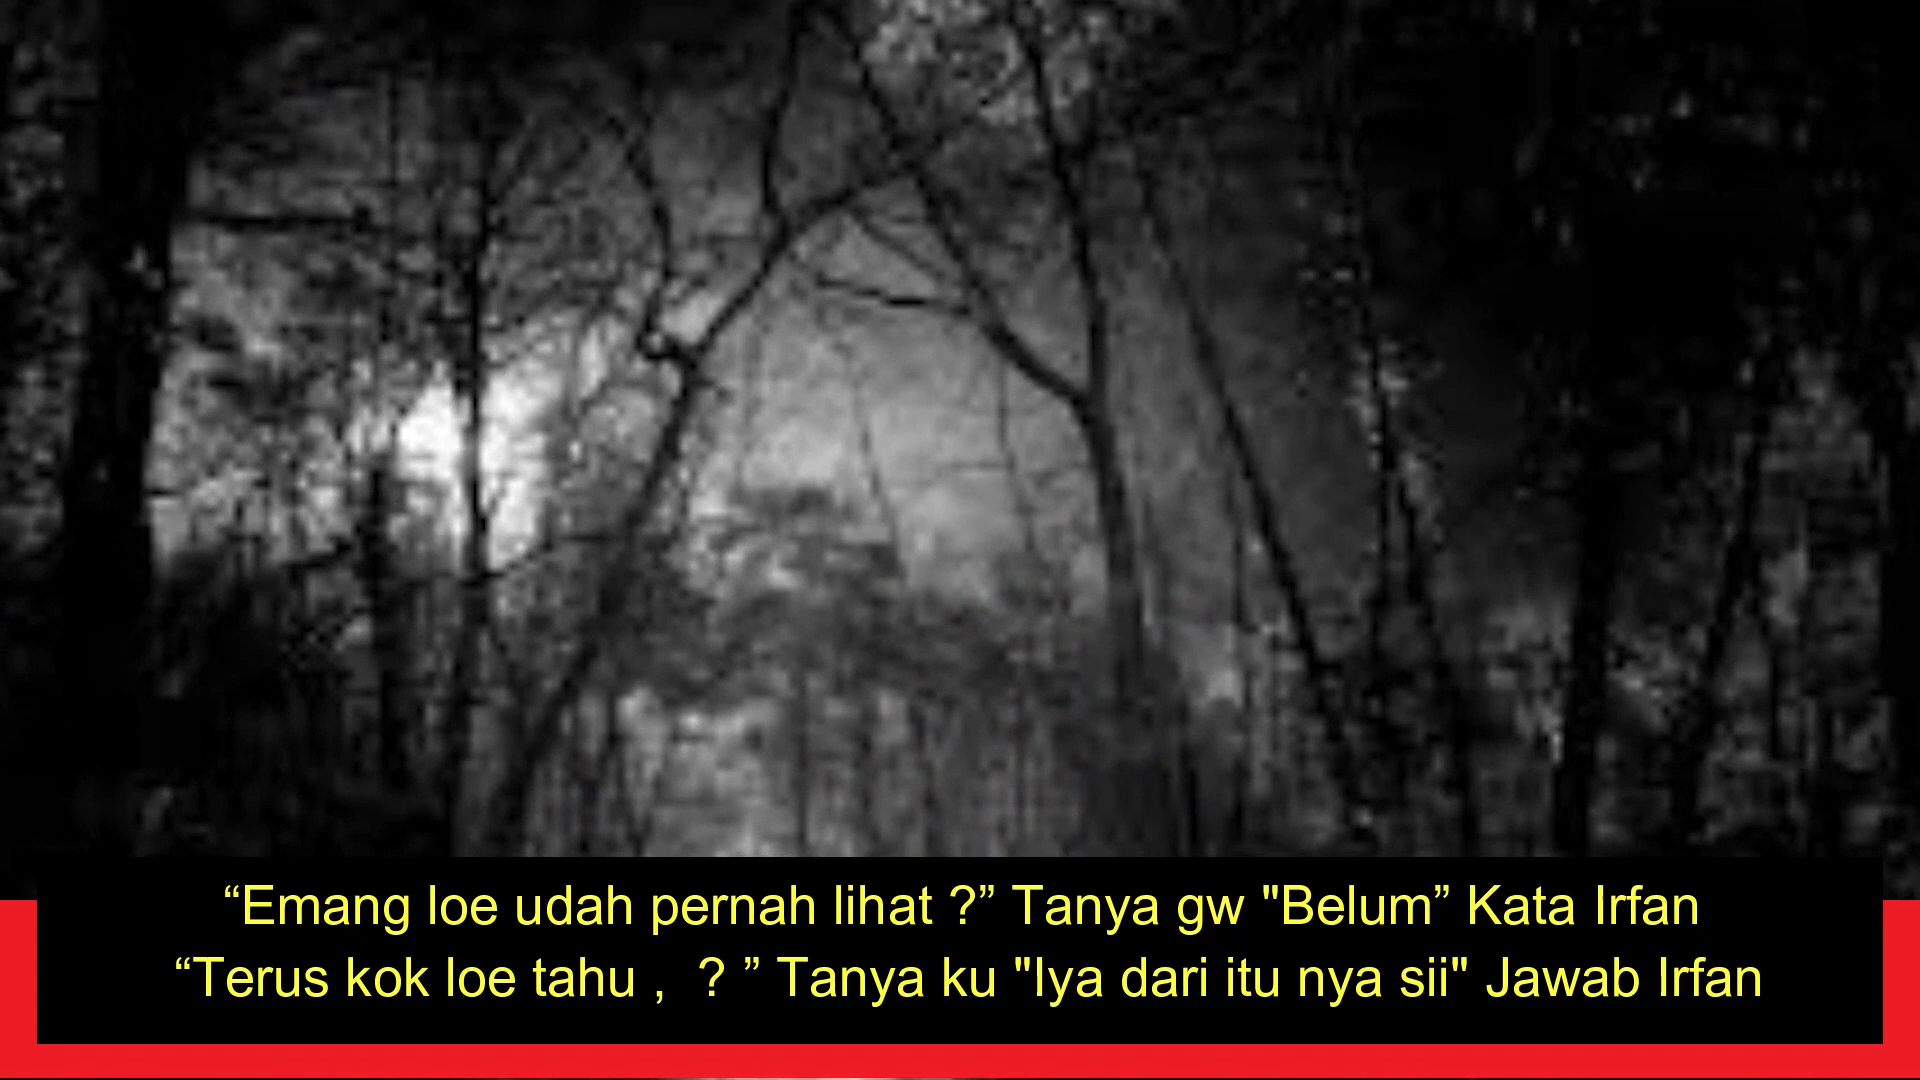 “Emang loe udah pernah lihat ?” Tanya gw "Belum” Kata Irfan
“Terus kok loe tahu ,  ? ” Tanya ku "Iya dari itu nya sii" Jawab Irfan